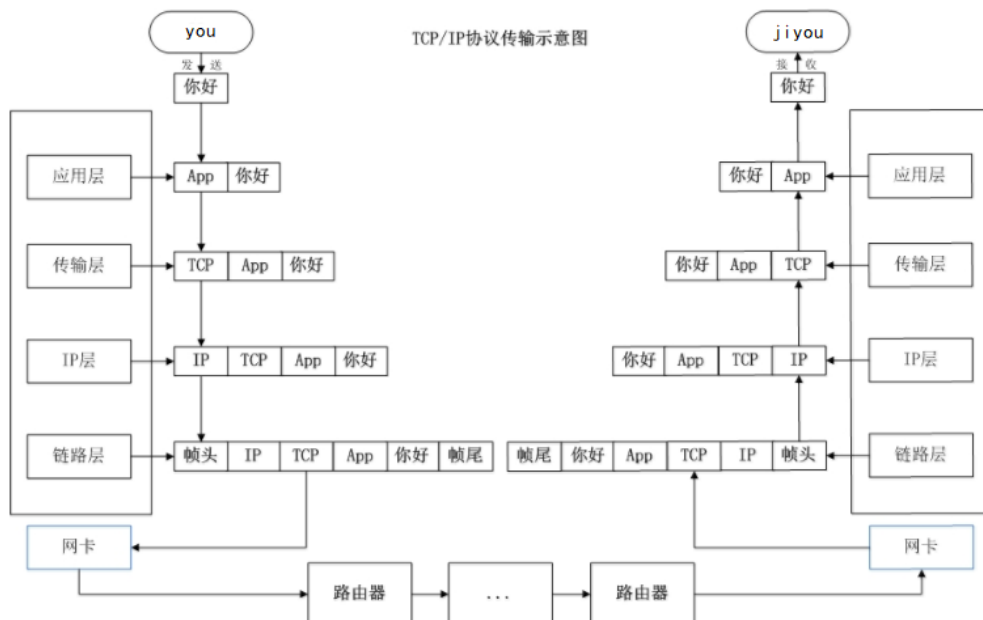 you
TCP/IP协议传输示意图
jiyou
发 送
接 收
你好
你好
应用层
App 你好
你好 App
应用层
传输层
TCP App 你好
你好 App TCP
传输层
IP层
IP TCP App 你好
你好 App TCP IP
IP层
链路层
帧头 IP TCP App 你好 帧尾
帧尾 你好 App TCP IP 帧头
链路层
网卡
网卡
路由器
...
路由器